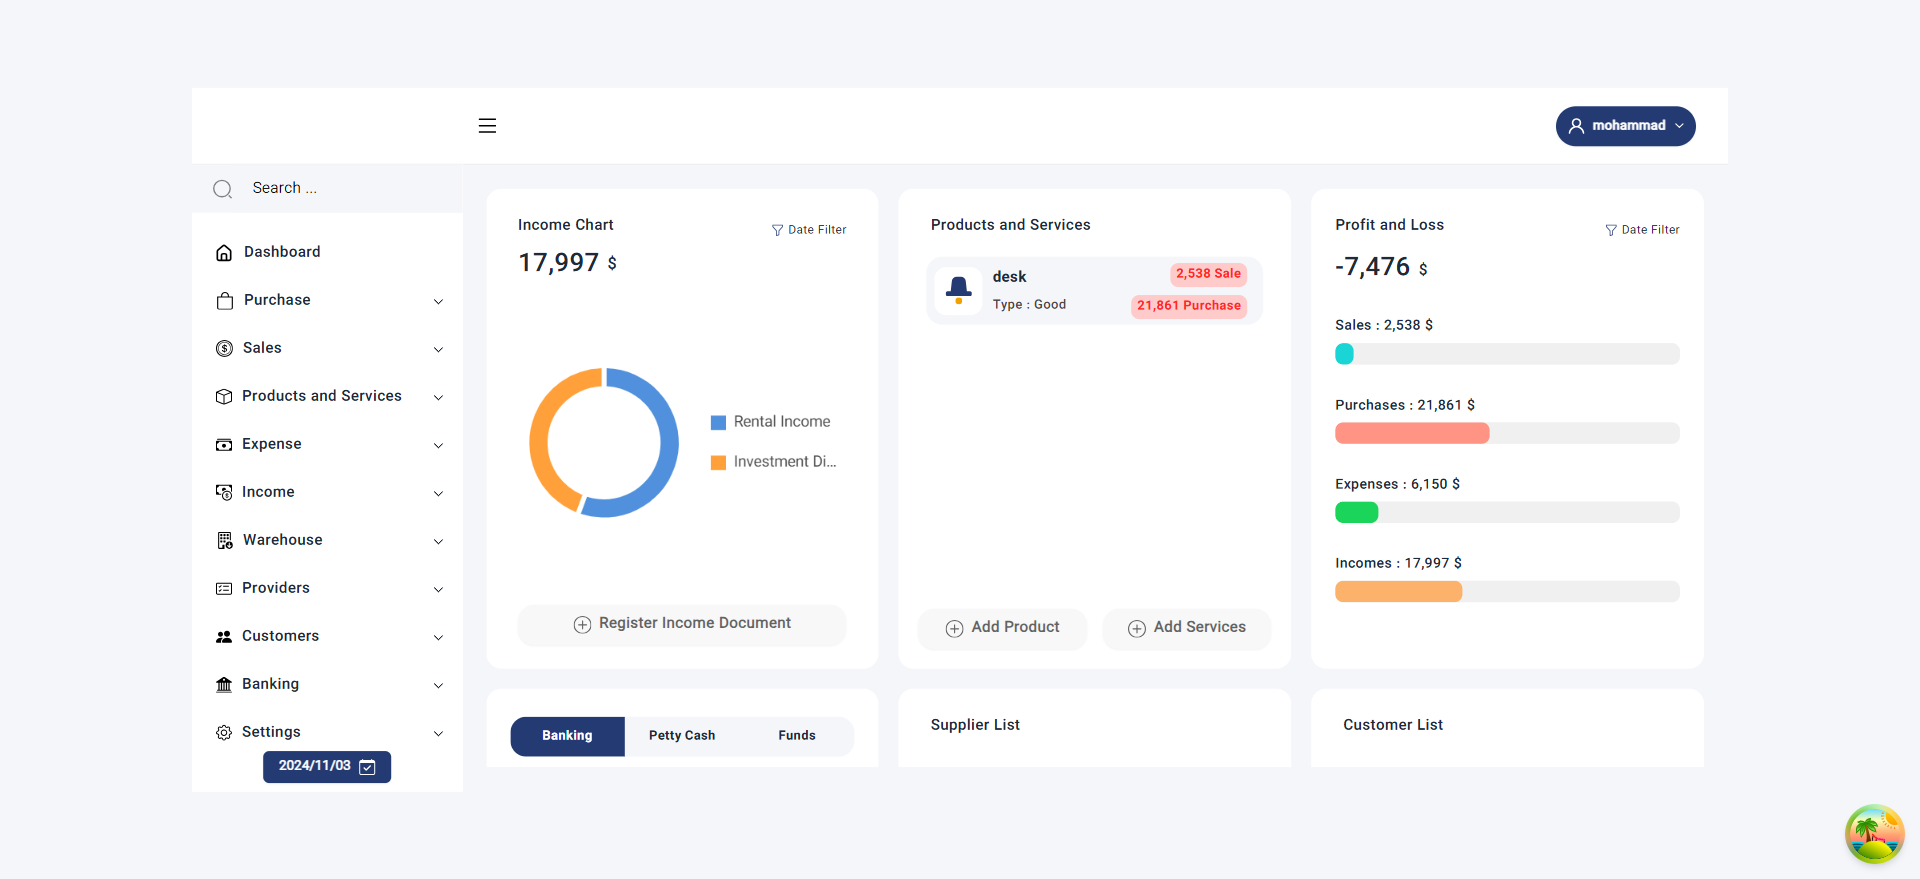 mohammad
Search ...
Dashboard
Purchase
Sales
Products and Services
Expense
Income
Warehouse
Providers
Customers
Banking
Settings
2024/11/03
Income Chart
Date Filter
17,997 $
Rental Income
Investment Di...
Register Income Document
Products and Services
desk
2,538 Sale
Type : Good
21,861 Purchase
Add Product
Add Services
Profit and Loss
Date Filter
-7,476 $
Sales : 2,538 $
Purchases : 21,861 $
Expenses : 6,150 $
Incomes : 17,997 $
Banking
Petty Cash
Funds
Supplier List
Customer List